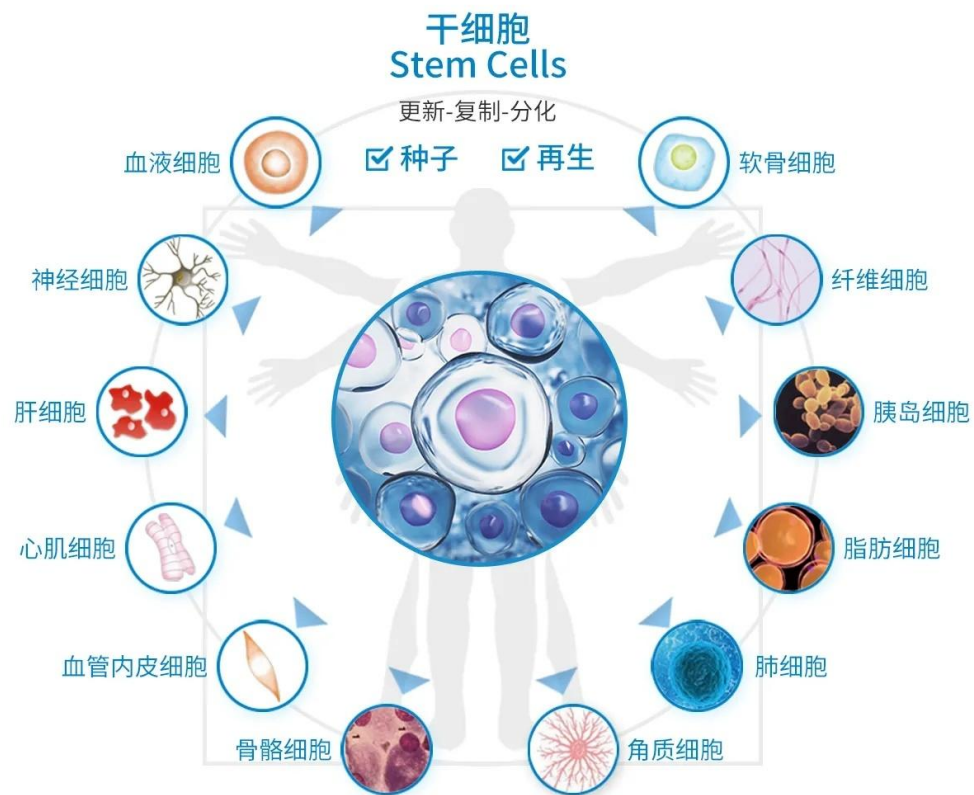 干细胞
Stem Cells
更新-复制-分化
种子 再生
血液细胞
软骨细胞
神经细胞
纤维细胞
肝细胞
胰岛细胞
心肌细胞
脂肪细胞
血管内皮细胞
肺细胞
骨骼细胞
角质细胞